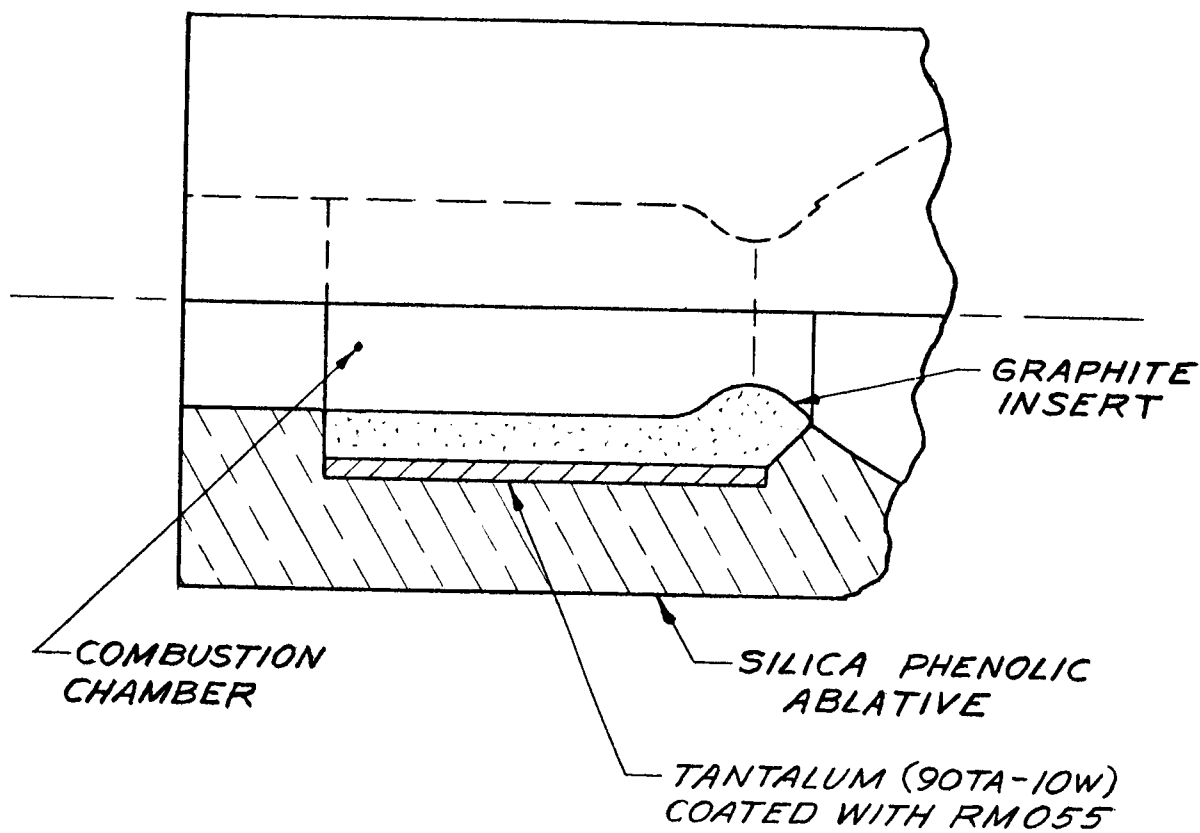 GRAPHITE
INSERT
COMBUSTION
CHAMBER
SILICA PHENOLIC
ABLATIVE
TANTALUM (90TA-10W)
COATED WITH RM055